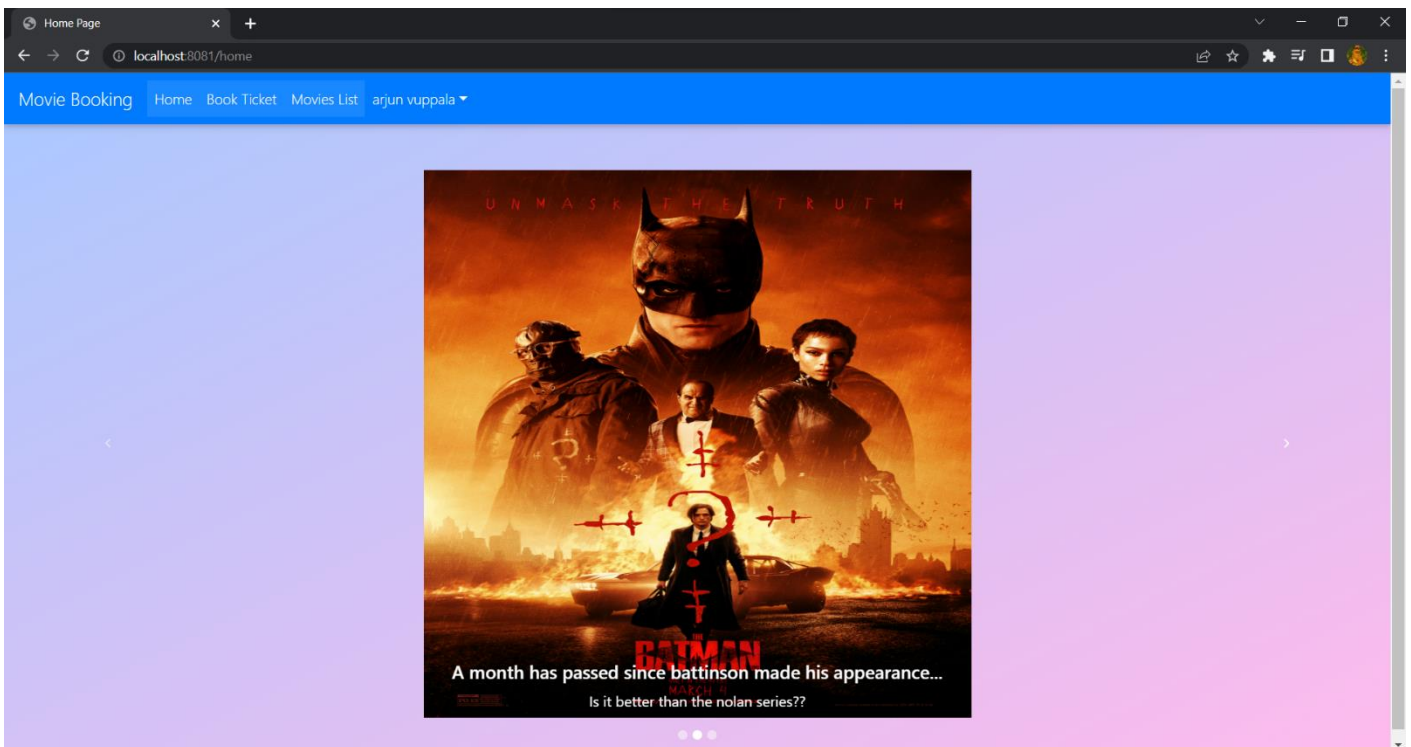 Home Page
localhost:8081/home
Movie Booking Home Book Ticket Movies List arjun vuppala
UNMASK THE TRUTH
THE
BATMAN
A month has passed since battinson made his appearance...
MARCH 4
Is it better than the nolan series??